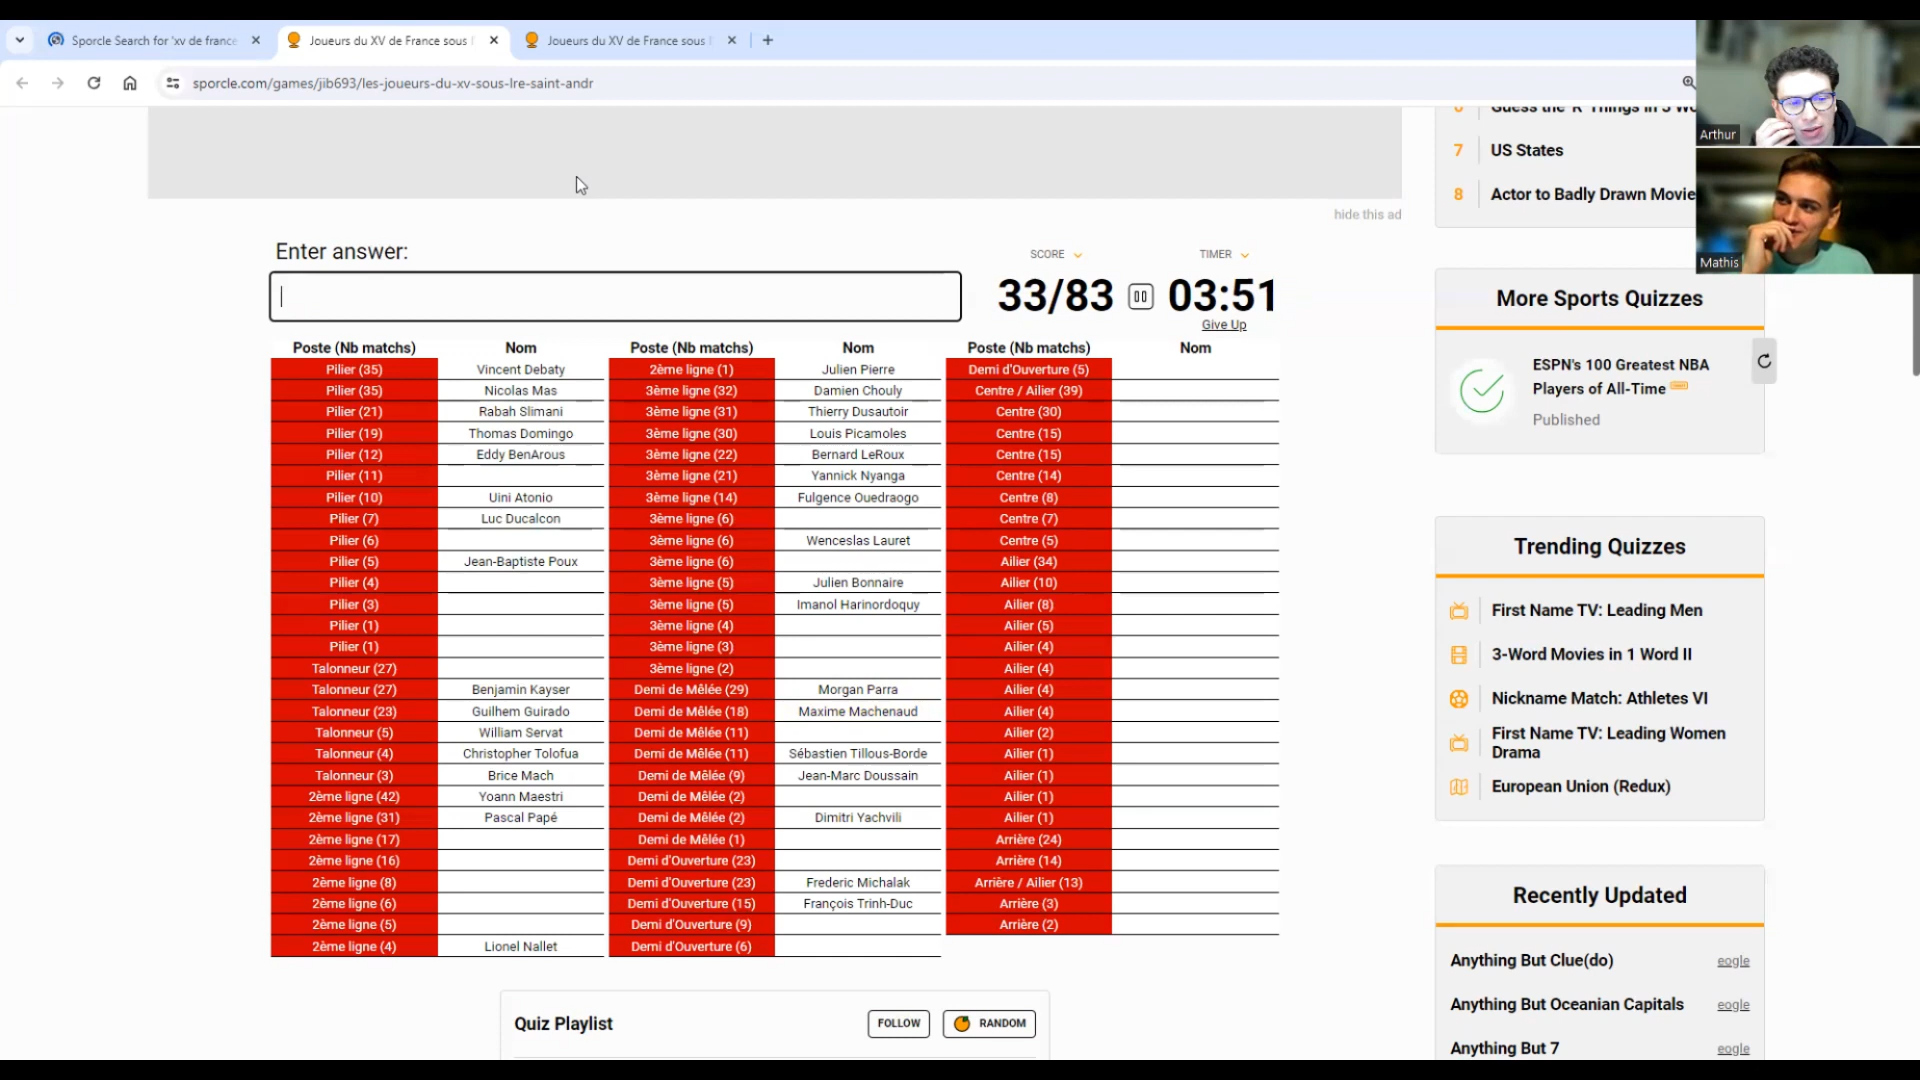 Sporcle Search for 'xv de france
Joueurs du XV de France sous l
Joueurs du XV de France sous l
sporcle.com/games/jib693/les-joueurs-du-xv-sous-lre-saint-andr
Arthur
Mathis
7 US States
8 Actor to Badly Drawn Movie
hide this ad
Enter answer:
SCORE
TIMER
33/83
03:51
Give Up
Poste (Nb matchs) Nom Poste (Nb matchs) Nom Poste (Nb matchs) Nom
Pilier (35) Vincent Debaty 2ème ligne (1) Julien Pierre Demi d'Ouverture (5)
Pilier (35) Nicolas Mas 3ème ligne (32) Damien Chouly Centre / Ailier (39)
Pilier (21) Rabah Slimani 3ème ligne (31) Thierry Dusautoir Centre (30)
Pilier (19) Thomas Domingo 3ème ligne (30) Louis Picamoles Centre (15)
Pilier (12) Eddy BenArous 3ème ligne (22) Bernard LeRoux Centre (15)
Pilier (11) 3ème ligne (21) Yannick Nyanga Centre (14)
Pilier (10) Uini Atonio 3ème ligne (14) Fulgence Ouedraogo Centre (8)
Pilier (7) Luc Ducalcon 3ème ligne (6) Centre (7)
Pilier (6) 3ème ligne (6) Wenceslas Lauret Centre (5)
Pilier (5) Jean-Baptiste Poux 3ème ligne (6) Ailier (34)
Pilier (4) 3ème ligne (5) Julien Bonnaire Ailier (10)
Pilier (3) 3ème ligne (5) Imanol Harinordoquy Ailier (8)
Pilier (1) 3ème ligne (4) Ailier (5)
Pilier (1) 3ème ligne (3) Ailier (4)
Talonneur (27) 3ème ligne (2) Ailier (4)
Talonneur (27) Benjamin Kayser Demi de Mêlée (29) Morgan Parra Ailier (4)
Talonneur (23) Guilhem Guirado Demi de Mêlée (18) Maxime Machenaud Ailier (4)
Talonneur (5) William Servat Demi de Mêlée (11) Ailier (2)
Talonneur (4) Christopher Tolofua Demi de Mêlée (11) Sébastien Tillous-Borde Ailier (1)
Talonneur (3) Brice Mach Demi de Mêlée (9) Jean-Marc Doussain Ailier (1)
2ème ligne (42) Yoann Maestri Demi de Mêlée (2) Ailier (1)
2ème ligne (31) Pascal Papé Demi de Mêlée (2) Dimitri Yachvili Ailier (1)
2ème ligne (17) Demi de Mêlée (1) Arrière (24)
2ème ligne (16) Demi d'Ouverture (23) Arrière (14)
2ème ligne (8) Demi d'Ouverture (23) Frederic Michalak Arrière / Ailier (13)
2ème ligne (6) Demi d'Ouverture (15) François Trinh-Duc Arrière (3)
2ème ligne (5) Demi d'Ouverture (9) Arrière (2)
2ème ligne (4) Lionel Nallet Demi d'Ouverture (6)
Quiz Playlist
FOLLOW
RANDOM
More Sports Quizzes
ESPN's 100 Greatest NBA
Players of All-Time
Published
Trending Quizzes
First Name TV: Leading Men
3-Word Movies in 1 Word II
Nickname Match: Athletes VI
First Name TV: Leading Women
Drama
European Union (Redux)
Recently Updated
Anything But Clue(do) eogle
Anything But Oceanian Capitals eogle
Anything But 7 eogle